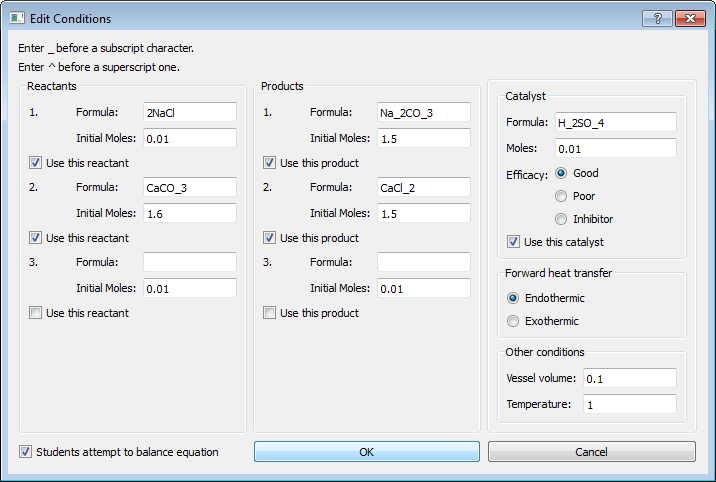 Edit Conditions
?
Enter _ before a subscript character.
Enter ^ before a superscript one.
Reactants
1. Formula: 2NaCl
Initial Moles: 0.01
Use this reactant
2. Formula: CaCO_3
Initial Moles: 1.6
Use this reactant
3. Formula:
Initial Moles: 0.01
Use this reactant
Products
1. Formula: Na_2CO_3
Initial Moles: 1.5
Use this product
2. Formula: CaCl_2
Initial Moles: 1.5
Use this product
3. Formula:
Initial Moles: 0.01
Use this product
Catalyst
Formula: H_2SO_4
Moles: 0.01
Efficacy: Good
Poor
Inhibitor
Use this catalyst
Forward heat transfer
Endothermic
Exothermic
Other conditions
Vessel volume: 0.1
Temperature: 1
Students attempt to balance equation
OK
Cancel